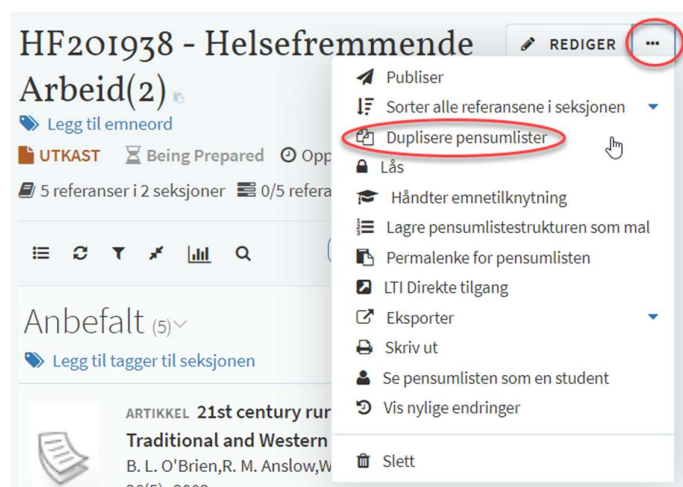 HF201938 - Helsefremmende
Arbeid(2)
REDIGER
Legg til emneord
UTKAST Being Prepared Opp
5 referanser i 2 seksjoner 0/5 refera
Anbefalt (5)
Legg til tagger til seksjonen
ARTIKKEL 21st century rur
Traditional and Western
B. L. O'Brien,R. M. Anslow,W
Publiser
Sorter alle referansene i seksjonen
Duplisere pensumlister
Lås
Håndter emnetilknytning
Lagre pensumlistestrukturen som mal
Permalenke for pensumlisten
LTI Direkte tilgang
Eksporter
Skriv ut
Se pensumlisten som en student
Vis nylige endringer
Slett